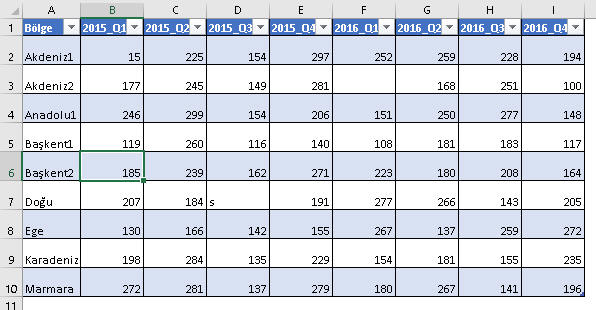 A B C D E F G H I
1 Bölge 2015_Q1 2015_Q2 2015_Q3 2015_Q4 2016_Q1 2016_Q2 2016_Q3 2016_Q4
2 Akdeniz1 15 225 154 297 252 259 228 194
3 Akdeniz2 177 245 149 281 168 251 100
4 Anadolu1 246 299 154 206 151 250 277 148
5 Başkent1 119 260 116 140 108 181 183 117
6 Başkent2 185 239 162 271 223 180 208 164
7 Doğu 207 184 s 191 277 266 143 205
8 Ege 130 166 142 155 267 137 259 272
9 Karadeniz 198 284 135 229 154 181 155 235
10 Marmara 272 281 137 279 180 267 141 196
11